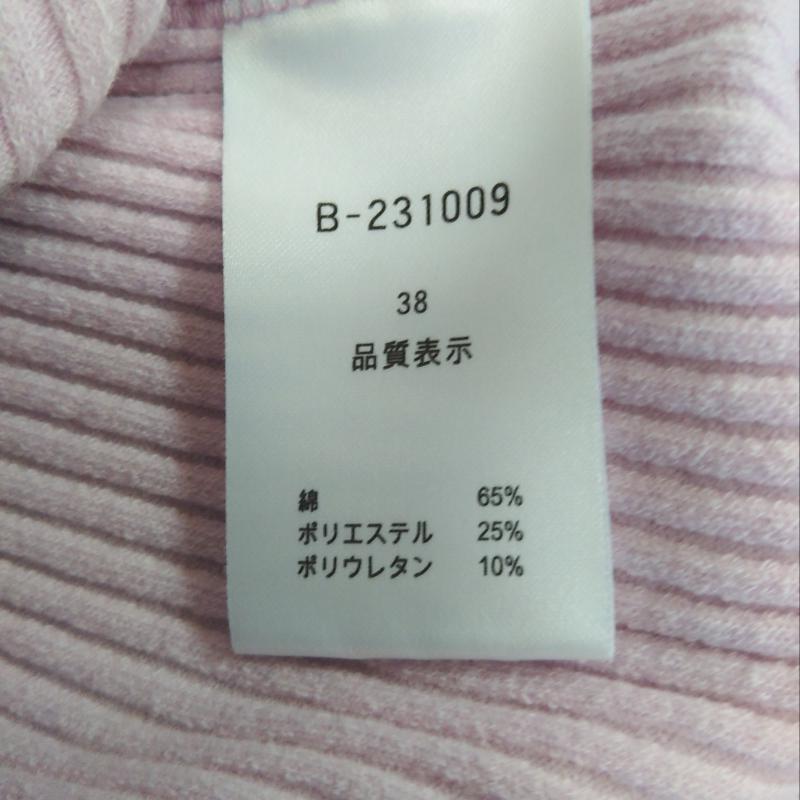 B-231009
38
品質表示
綿 65%
ポリエステル 25%
ポリウレタン 10%